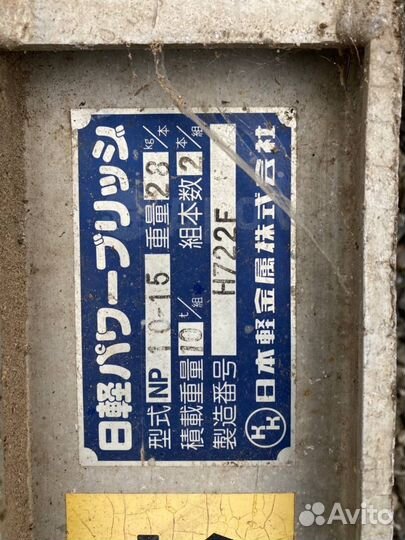 日軽パワーブリッジ
型式 NP 10-15 重量 28 kg/本
積載重量 10 t/組 組本数 2 本/組
製造番号 H722F
KK 日本軽金属株式会社
Avito